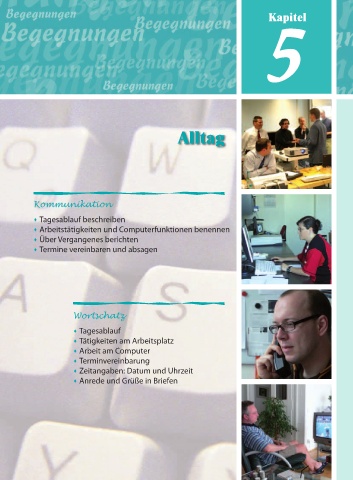 Begegnungen
Begegnungen
Begegnungen
Begegnungen
Begegnungen
Begegnungen
Begegnungen
Kapitel
5
Alltag
Kommunikation
♦ Tagesablauf beschreiben
♦ Arbeitstätigkeiten und Computerfunktionen benennen
♦ Über Vergangenes berichten
♦ Termine vereinbaren und absagen
Wortschatz
♦ Tagesablauf
♦ Tätigkeiten am Arbeitsplatz
♦ Arbeit am Computer
♦ Terminvereinbarung
♦ Zeitangaben: Datum und Uhrzeit
♦ Anrede und Grüße in Briefen
Q W
A S
Y